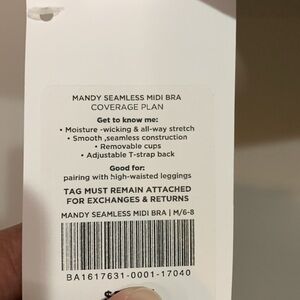 MANDY SEAMLESS MIDI BRA
COVERAGE PLAN
Get to know me:
• Moisture -wicking & all-way stretch
• Smooth ,seamless construction
• Removable cups
• Adjustable T-strap back
Good for:
pairing with high-waisted leggings
TAG MUST REMAIN ATTACHED
FOR EXCHANGES & RETURNS
MANDY SEAMLESS MIDI BRA | M/6-8
BA1617631-0001-17040